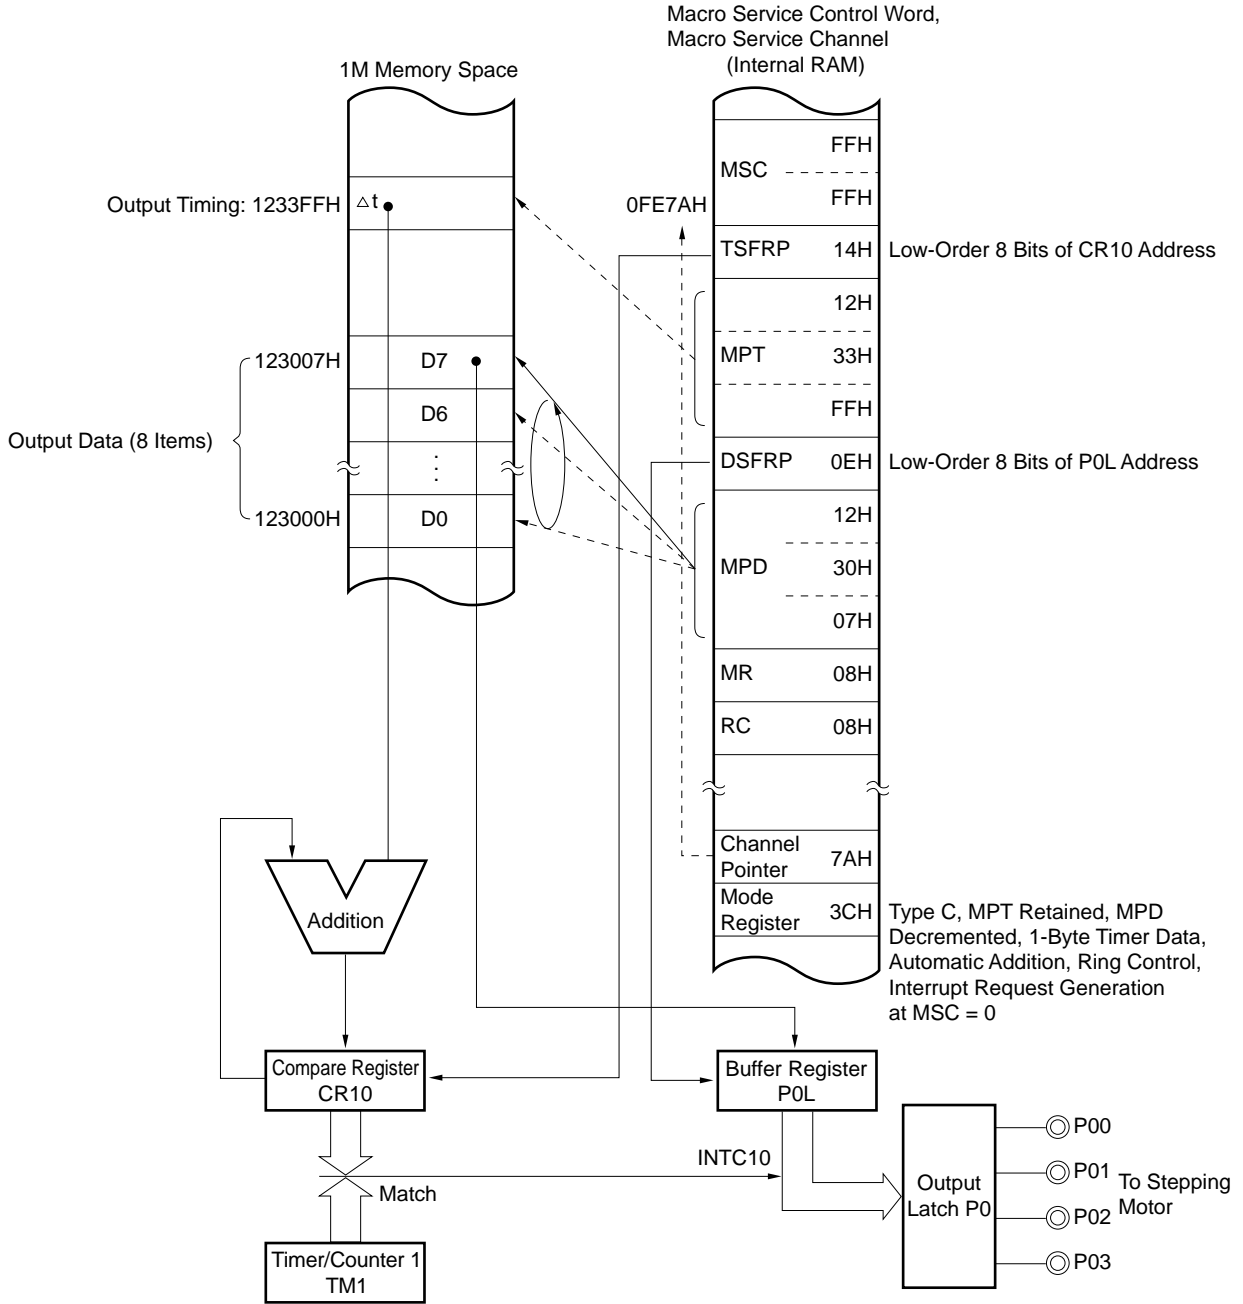 Macro Service Control Word,
Macro Service Channel
(Internal RAM)
1M Memory Space
FFH
MSC
FFH
Output Timing: 1233FFH
△t
0FE7AH
TSFRP 14H
Low-Order 8 Bits of CR10 Address
12H
MPT 33H
FFH
123007H
D7
D6
Output Data (8 Items)
⋮
DSFRP 0EH
Low-Order 8 Bits of P0L Address
123000H
D0
12H
MPD 30H
07H
MR 08H
RC 08H
Channel
Pointer
7AH
Mode
Register
3CH
Type C, MPT Retained, MPD
Decremented, 1-Byte Timer Data,
Automatic Addition, Ring Control,
Interrupt Request Generation
at MSC = 0
Addition
Compare Register
CR10
Buffer Register
P0L
INTC10
Match
Timer/Counter 1
TM1
Output
Latch P0
P00
P01
P02
P03
To Stepping
Motor